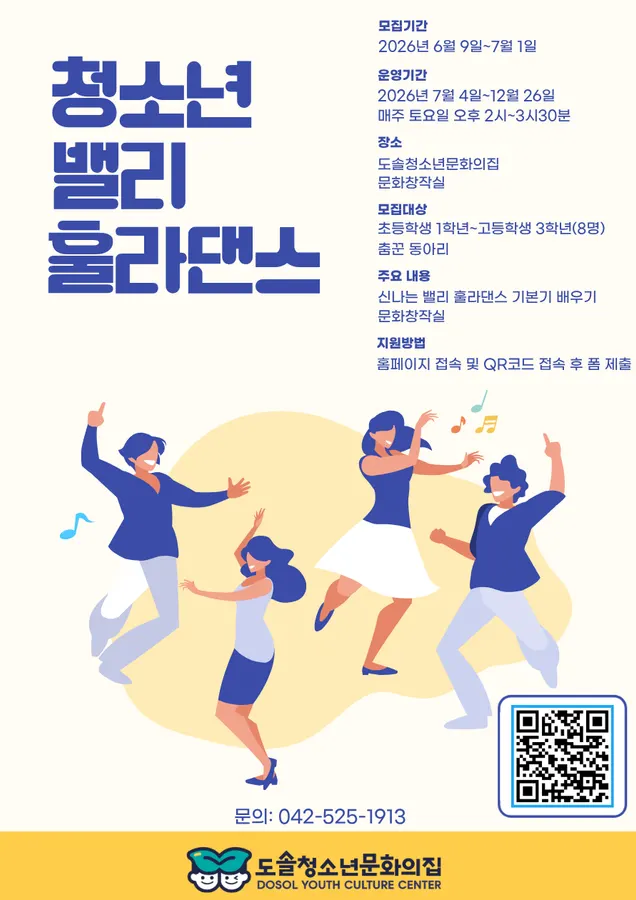 청소년
밸리
훌라댄스
모집기간
2026년 6월 9일~7월 1일
운영기간
2026년 7월 4일~12월 26일
매주 토요일 오후 2시~3시30분
장소
도솔청소년문화의집
문화창작실
모집대상
초등학생 1학년~고등학생 3학년(8명)
춤꾼 동아리
주요 내용
신나는 밸리 훌라댄스 기본기 배우기
문화창작실
지원방법
홈페이지 접속 및 QR코드 접속 후 폼 제출
문의: 042-525-1913
도솔청소년문화의집
DOSOL YOUTH CULTURE CENTER